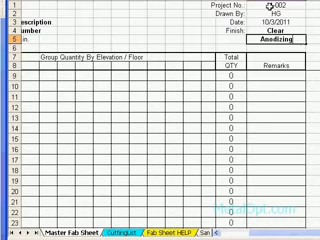 1 Project No.: -002
2 Drawn By: HG
3 escription Date: 10/3/2011
4 umber Finish: Clear
5 in. Anodizing
6
7 Group Quantity By Elevation / Floor Total
8 QTY Remarks
9 0
10 0
11 0
12 0
13 0
14 0
15 0
16 0
17 0
18 0
19 0
20 0
21 0
22 0
23 0
MetalOpt.com
Master Fab Sheet CuttingList Fab Sheet HELP San